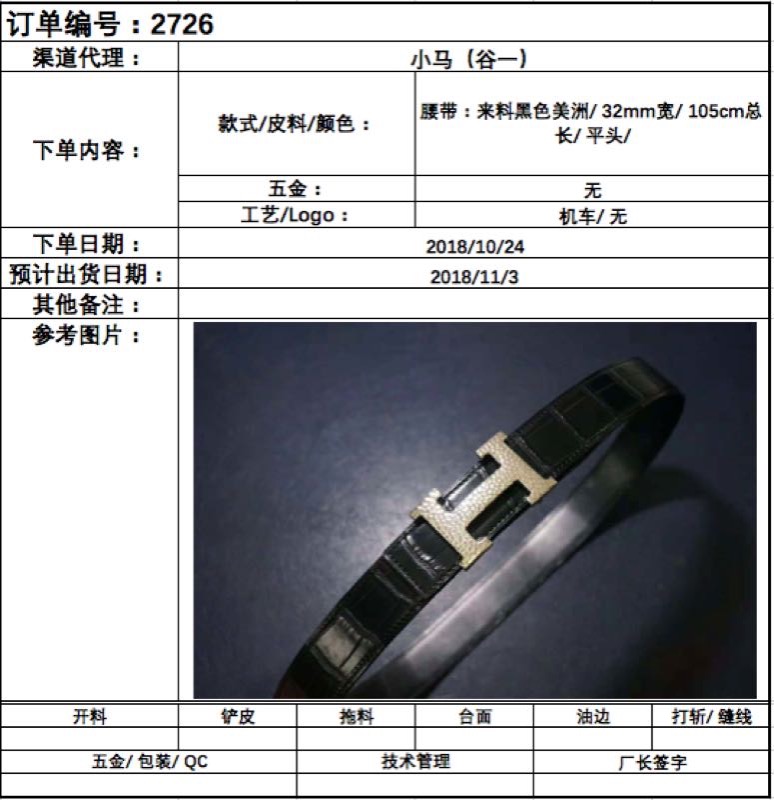 订单编号：2726
渠道代理：
小马（谷一）
下单内容：
款式/皮料/颜色：
腰带：来料黑色美洲/ 32mm宽/ 105cm总
长/ 平头/
五金：
无
工艺/Logo：
机车/ 无
下单日期：
2018/10/24
预计出货日期：
2018/11/3
其他备注：
参考图片：
开料
铲皮
拖料
台面
油边
打斩/ 缝线
五金/ 包装/ QC
技术管理
厂长签字